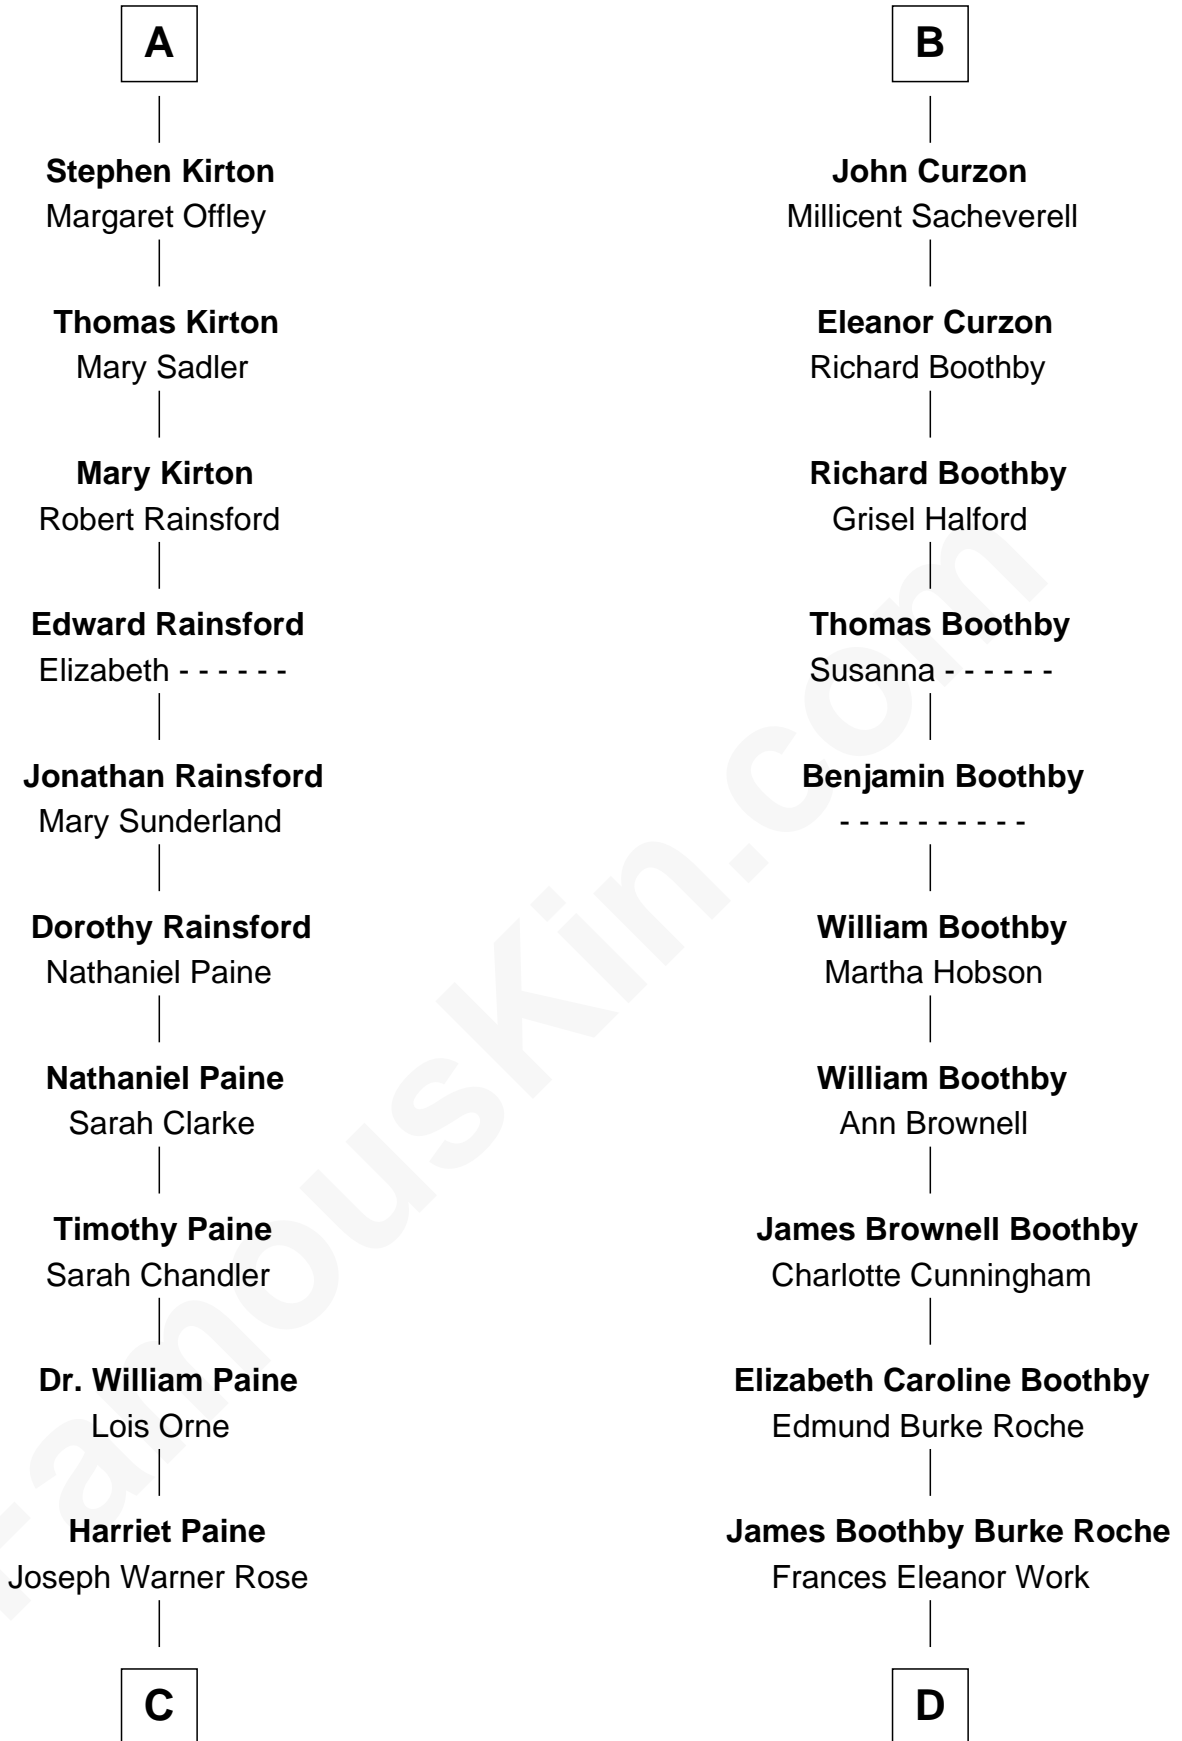 A
Stephen Kirton
Margaret Offley
Thomas Kirton
Mary Sadler
Mary Kirton
Robert Rainsford
Edward Rainsford
Elizabeth - - - - - -
Jonathan Rainsford
Mary Sunderland
Dorothy Rainsford
Nathaniel Paine
Nathaniel Paine
Sarah Clarke
Timothy Paine
Sarah Chandler
Dr. William Paine
Lois Orne
Harriet Paine
Joseph Warner Rose
C
B
John Curzon
Millicent Sacheverell
Eleanor Curzon
Richard Boothby
Richard Boothby
Grisel Halford
Thomas Boothby
Susanna - - - - - -
Benjamin Boothby
- - - - - - - - - -
William Boothby
Martha Hobson
William Boothby
Ann Brownell
James Brownell Boothby
Charlotte Cunningham
Elizabeth Caroline Boothby
Edmund Burke Roche
James Boothby Burke Roche
Frances Eleanor Work
D
FamousKin.com